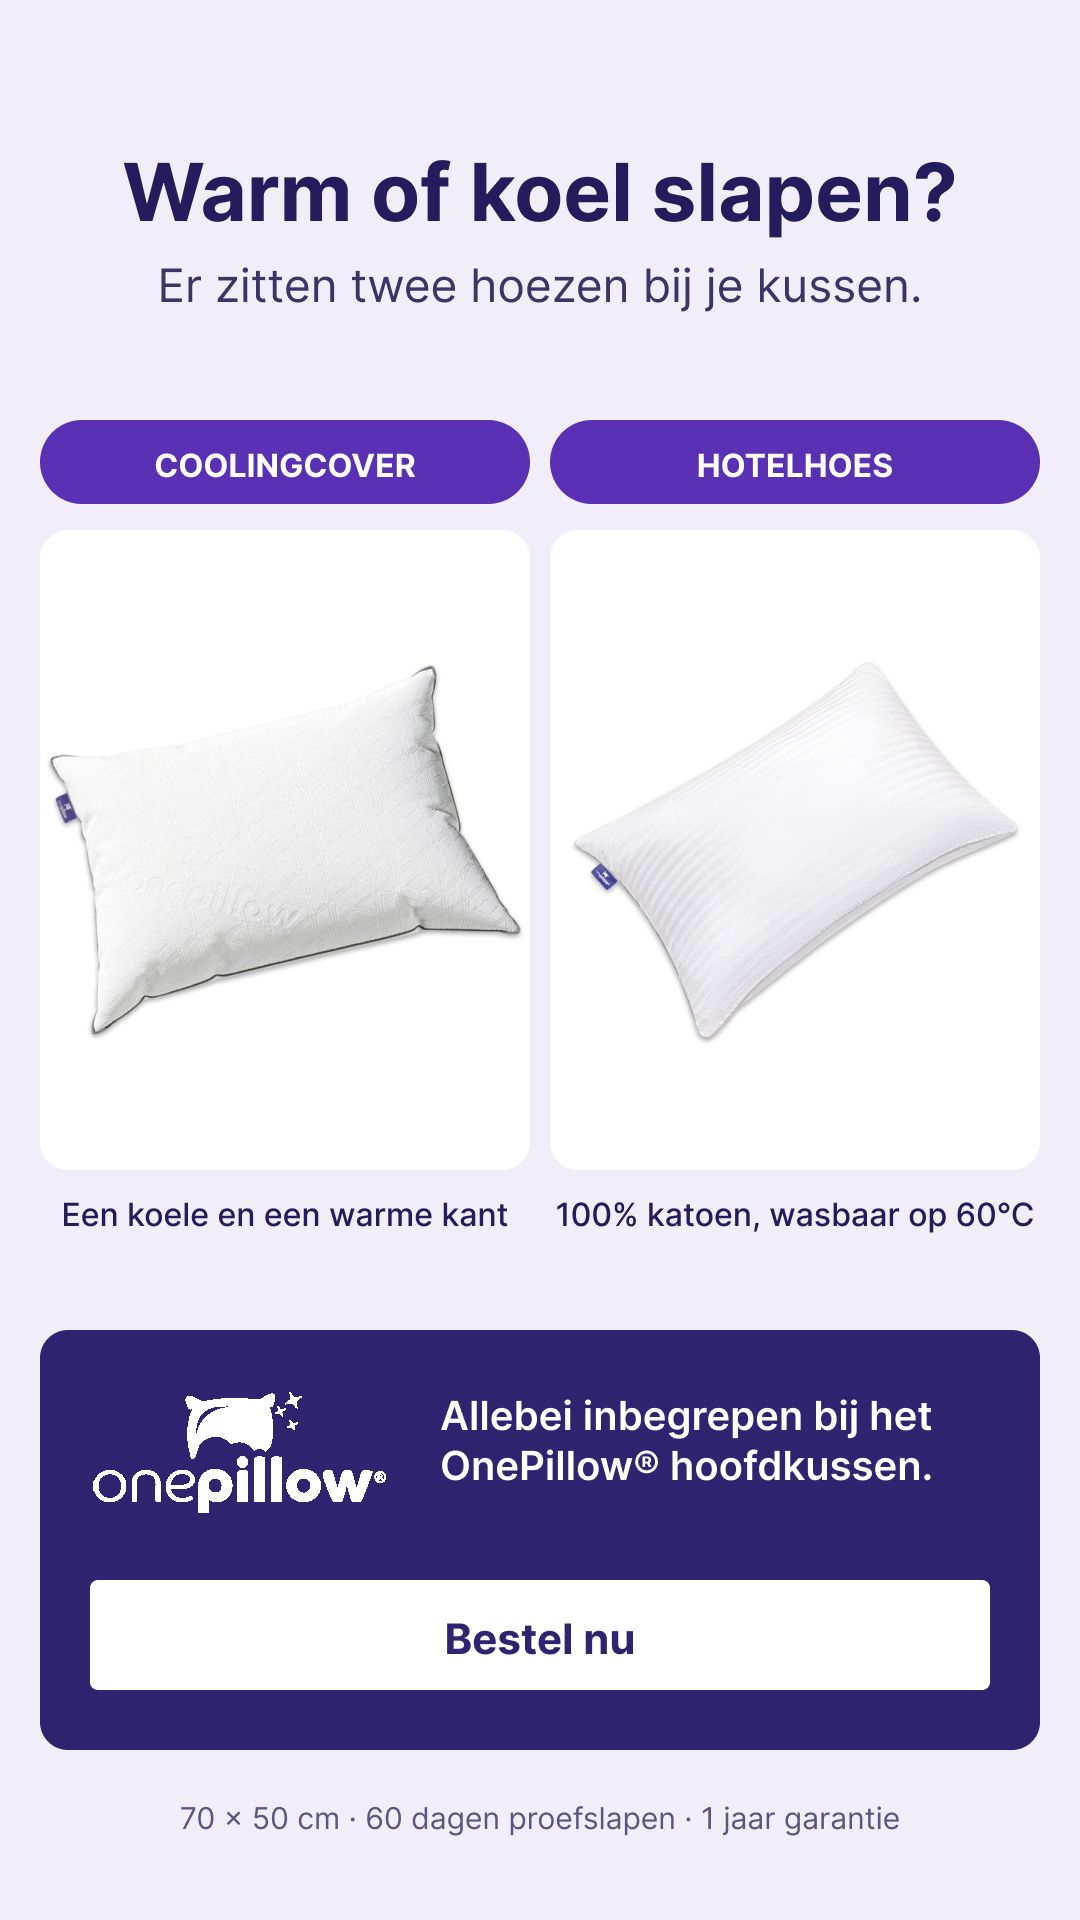 Warm of koel slapen?
Er zitten twee hoezen bij je kussen.
COOLINGCOVER
HOTELHOES
onepillow
Een koele en een warme kant
100% katoen, wasbaar op 60°C
onepillow®
Allebei inbegrepen bij het
OnePillow® hoofdkussen.
Bestel nu
70 × 50 cm · 60 dagen proefslapen · 1 jaar garantie